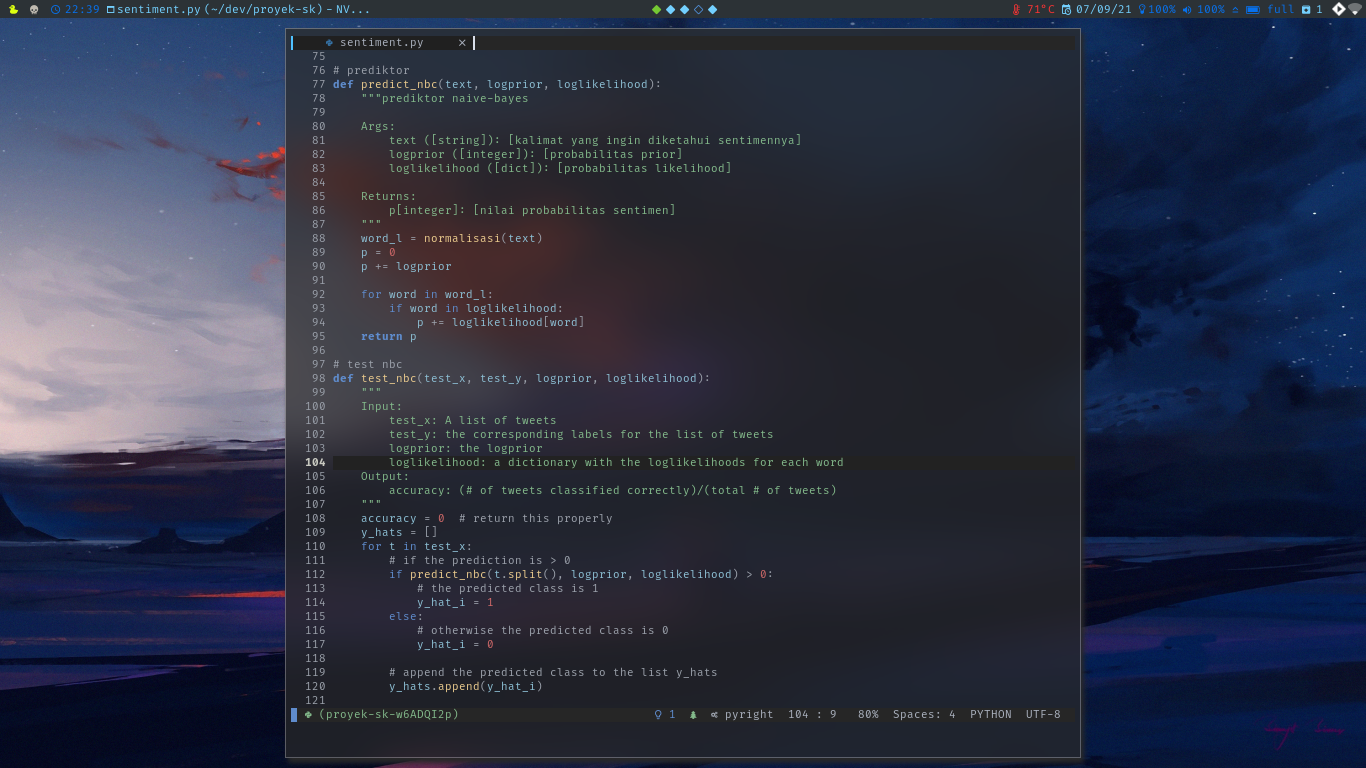 22:39 sentiment.py (~/dev/proyek-sk) – NV... 71°C 07/09/21 100% 100% full 1
sentiment.py ×
75
76 # prediktor
77 def predict_nbc(text, logprior, loglikelihood):
78     """prediktor naive-bayes
79
80     Args:
81         text ([string]): [kalimat yang ingin diketahui sentimennya]
82         logprior ([integer]): [probabilitas prior]
83         loglikelihood ([dict]): [probabilitas likelihood]
84
85     Returns:
86         p[integer]: [nilai probabilitas sentimen]
87     """
88     word_l = normalisasi(text)
89     p = 0
90     p += logprior
91
92     for word in word_l:
93         if word in loglikelihood:
94             p += loglikelihood[word]
95     return p
96
97 # test nbc
98 def test_nbc(test_x, test_y, logprior, loglikelihood):
99     """
100     Input:
101         test_x: A list of tweets
102         test_y: the corresponding labels for the list of tweets
103         logprior: the logprior
104         loglikelihood: a dictionary with the loglikelihoods for each word
105     Output:
106         accuracy: (# of tweets classified correctly)/(total # of tweets)
107     """
108     accuracy = 0  # return this properly
109     y_hats = []
110     for t in test_x:
111         # if the prediction is > 0
112         if predict_nbc(t.split(), logprior, loglikelihood) > 0:
113             # the predicted class is 1
114             y_hat_i = 1
115         else:
116             # otherwise the predicted class is 0
117             y_hat_i = 0
118
119         # append the predicted class to the list y_hats
120         y_hats.append(y_hat_i)
121
(proyek-sk-w6ADQI2p) 1 pyright 104 : 9 80% Spaces: 4 PYTHON UTF-8